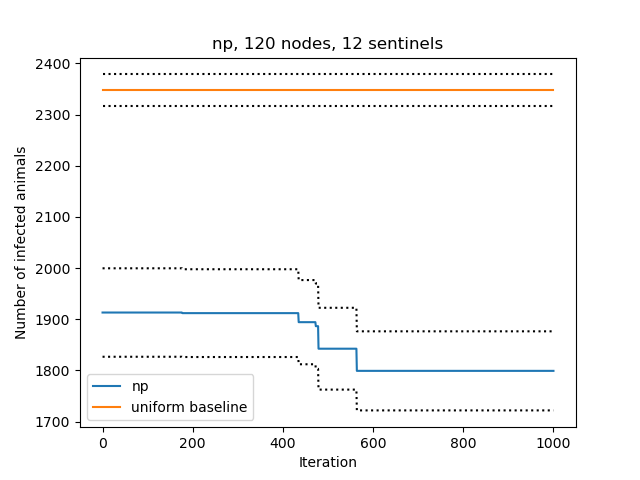 np, 120 nodes, 12 sentinels
Number of infected animals
2400
2300
2200
2100
2000
1900
1800
1700
np
uniform baseline
0 200 400 600 800 1000
Iteration